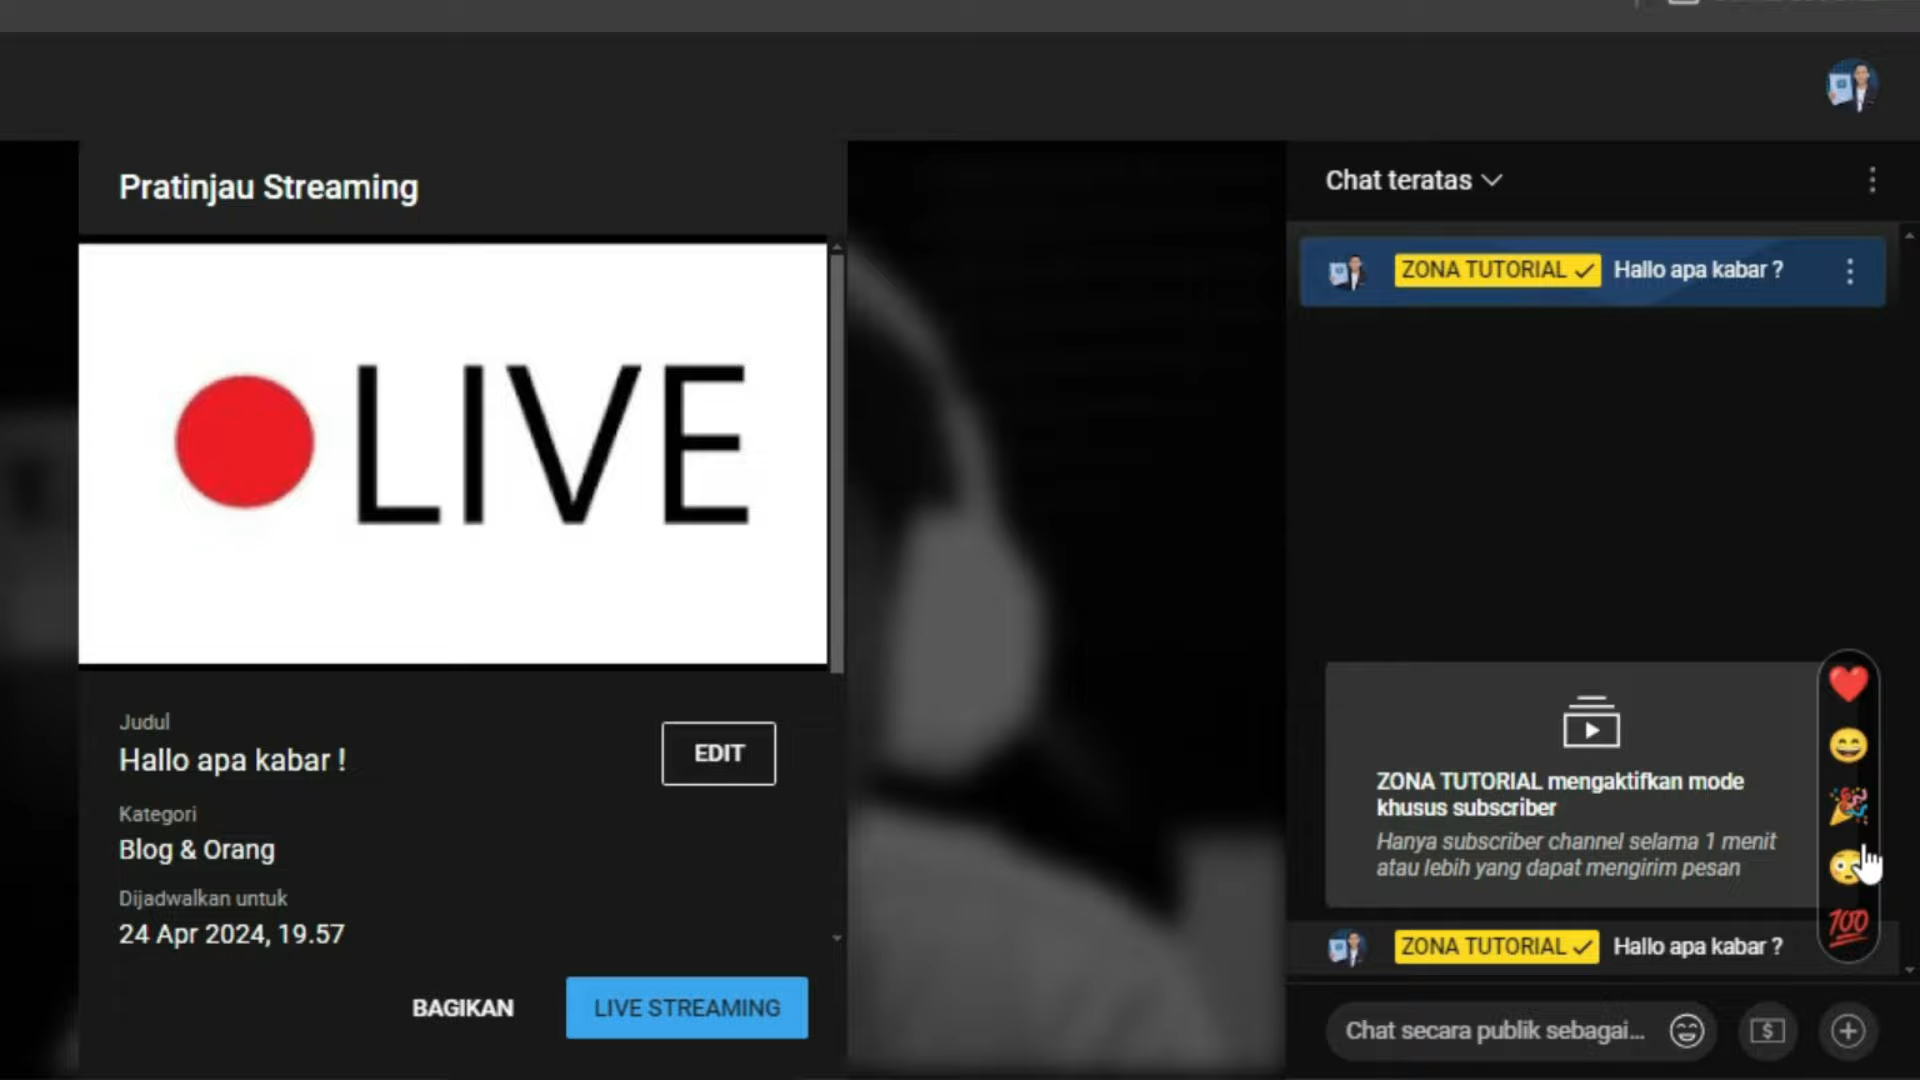 Pratinjau Streaming
LIVE
Judul
Hallo apa kabar !
EDIT
Kategori
Blog & Orang
Dijadwalkan untuk
24 Apr 2024, 19.57
BAGIKAN
LIVE STREAMING
Chat teratas
ZONA TUTORIAL Hallo apa kabar ?
ZONA TUTORIAL mengaktifkan mode
khusus subscriber
Hanya subscriber channel selama 1 menit
atau lebih yang dapat mengirim pesan
100
ZONA TUTORIAL Hallo apa kabar ?
Chat secara publik sebagai...
$